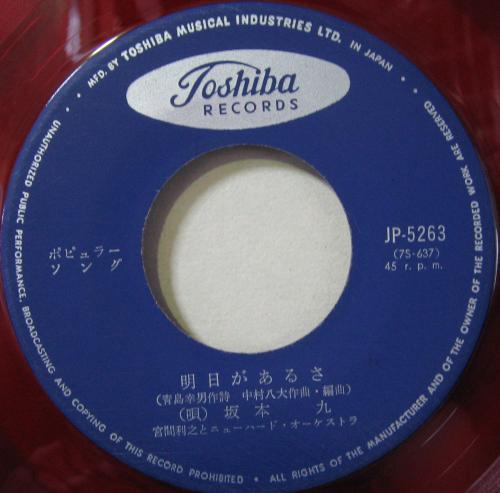 MFD. BY TOSHIBA MUSICAL INDUSTRIES LTD. IN JAPAN
Toshiba
RECORDS
ポピュラー
ソング
JP-5263
(7S-637)
45 r.p.m.
明日があるさ
(青島幸男作詩 中村八大作曲・編曲)
(唄) 坂本 九
宮間利之とニューハード・オーケストラ
UNAUTHORIZED PUBLIC PERFORMANCE, BROADCASTING AND COPYING OF THIS RECORD PROHIBITED • ALL RIGHTS OF THE MANUFACTURER AND OF THE OWNER OF THE RECORDED WORK ARE RESERVED